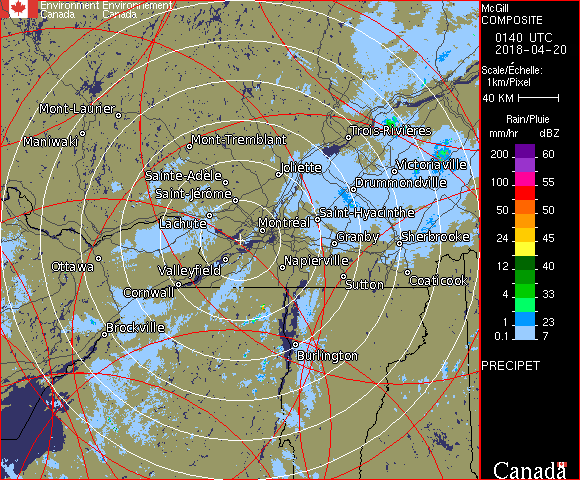 Environment Environnement
Canada Canada
McGill
COMPOSITE
0140 UTC
2018-04-20
Scale/Échelle:
1km/Pixel
40 KM
Rain/Pluie
mm/hr dBZ
200 60
100 55
50 50
24 45
12 40
4 33
1 23
0.1 7
PRECIPET
Canada
Mont-Laurier
Maniwaki
Mont-Tremblant
Trois-Rivières
Joliette
Victoriaville
Sainte-Adèle
Drummondville
Saint-Jérôme
Lachute
Saint-Hyacinthe
Montréal
Granby
Sherbrooke
Ottawa
Valleyfield
Napierville
Cornwall
Sutton
Coaticook
Brockville
Burlington